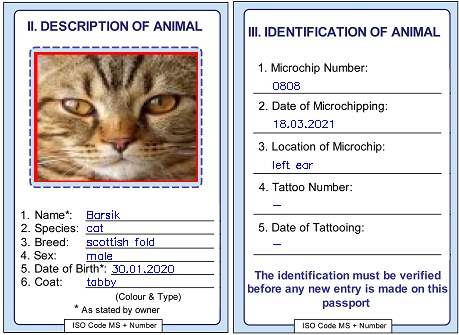 II. DESCRIPTION OF ANIMAL
1. Name*: Barsik
2. Species: cat
3. Breed: scottish fold
4. Sex: male
5. Date of Birth*: 30.01.2020
6. Coat: tabby
(Colour & Type)
* As stated by owner
ISO Code MS + Number
III. IDENTIFICATION OF ANIMAL
1. Microchip Number:
0808
2. Date of Microchipping:
18.03.2021
3. Location of Microchip:
left ear
4. Tattoo Number:
–
5. Date of Tattooing:
–
The identification must be verified
before any new entry is made on this
passport
ISO Code MS + Number